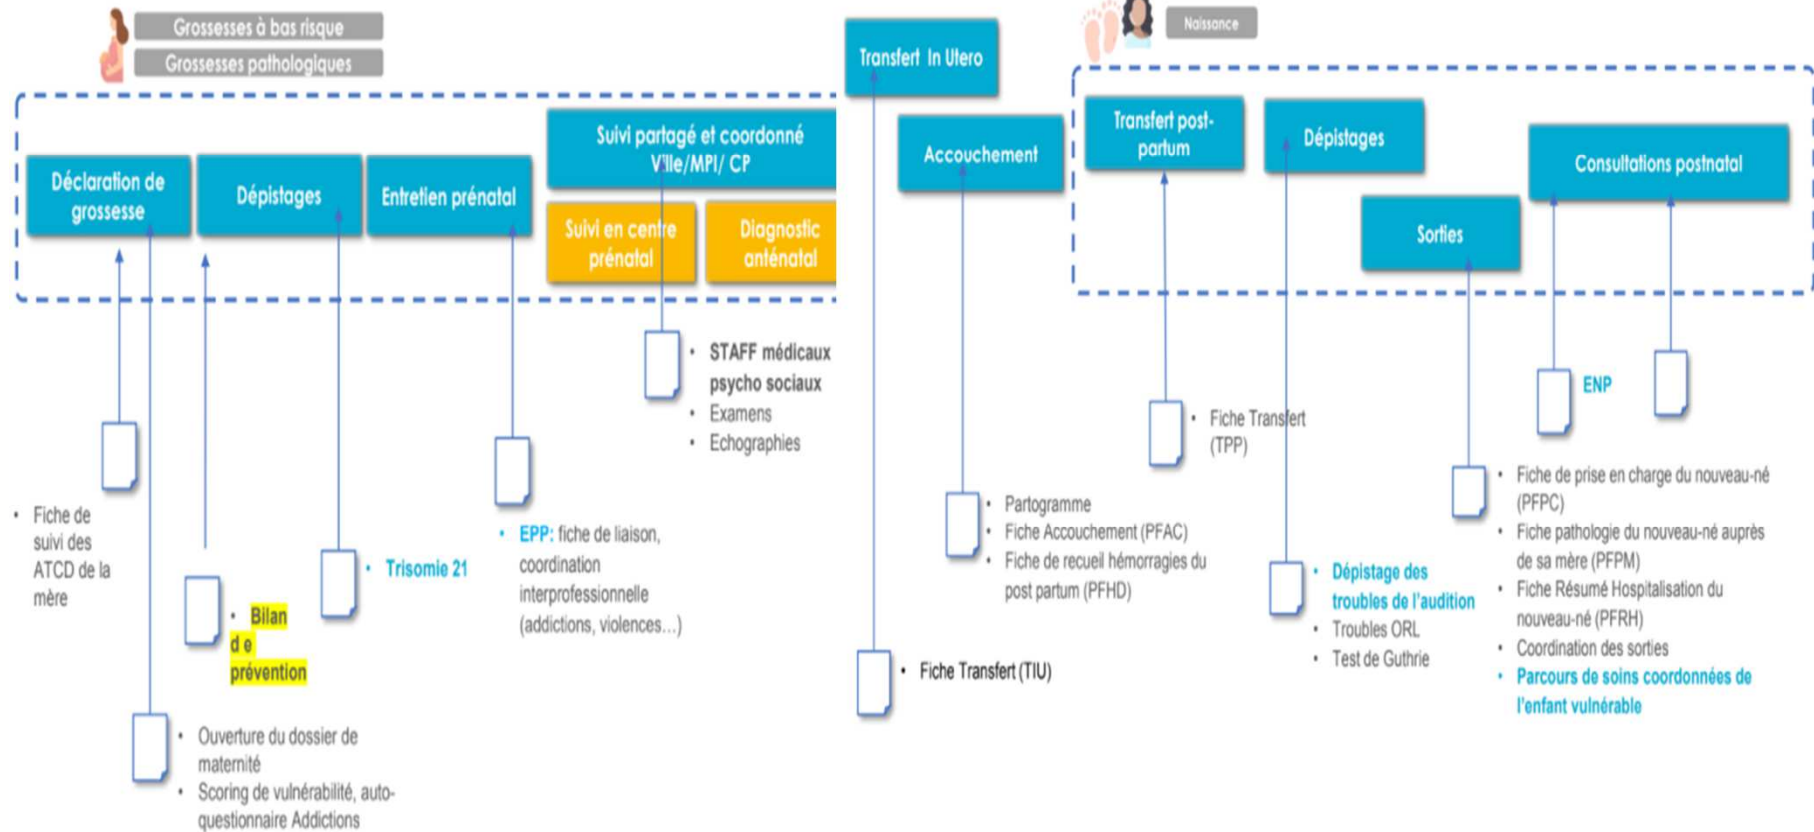 Grossesses à bas risque
Grossesses pathologiques
Déclaration de
grossesse
Dépistages
Entretien prénatal
Suivi partagé et coordonné
Ville/MPI/ CP
Suivi en centre
prénatal
Diagnostic
anténatal
• STAFF médicaux
psycho sociaux
• Examens
• Echographies
• Fiche de
suivi des
ATCD de la
mère
• Bilan
d e
prévention
• Trisomie 21
• EPP: fiche de liaison,
coordination
interprofessionnelle
(addictions, violences…)
• Ouverture du dossier de
maternité
• Scoring de vulnérabilité, auto-
questionnaire Addictions
Transfert In Utero
Accouchement
• Partogramme
• Fiche Accouchement (PFAC)
• Fiche de recueil hémorragies du
post partum (PFHD)
• Fiche Transfert (TIU)
Naissance
Transfert post-
partum
Dépistages
Sorties
Consultations postnatal
• Fiche Transfert
(TPP)
• Dépistage des
troubles de l'audition
• Troubles ORL
• Test de Guthrie
ENP
• Fiche de prise en charge du nouveau-né
(PFPC)
• Fiche pathologie du nouveau-né auprès
de sa mère (PFPM)
• Fiche Résumé Hospitalisation du
nouveau-né (PFRH)
• Coordination des sorties
• Parcours de soins coordonnées de
l'enfant vulnérable